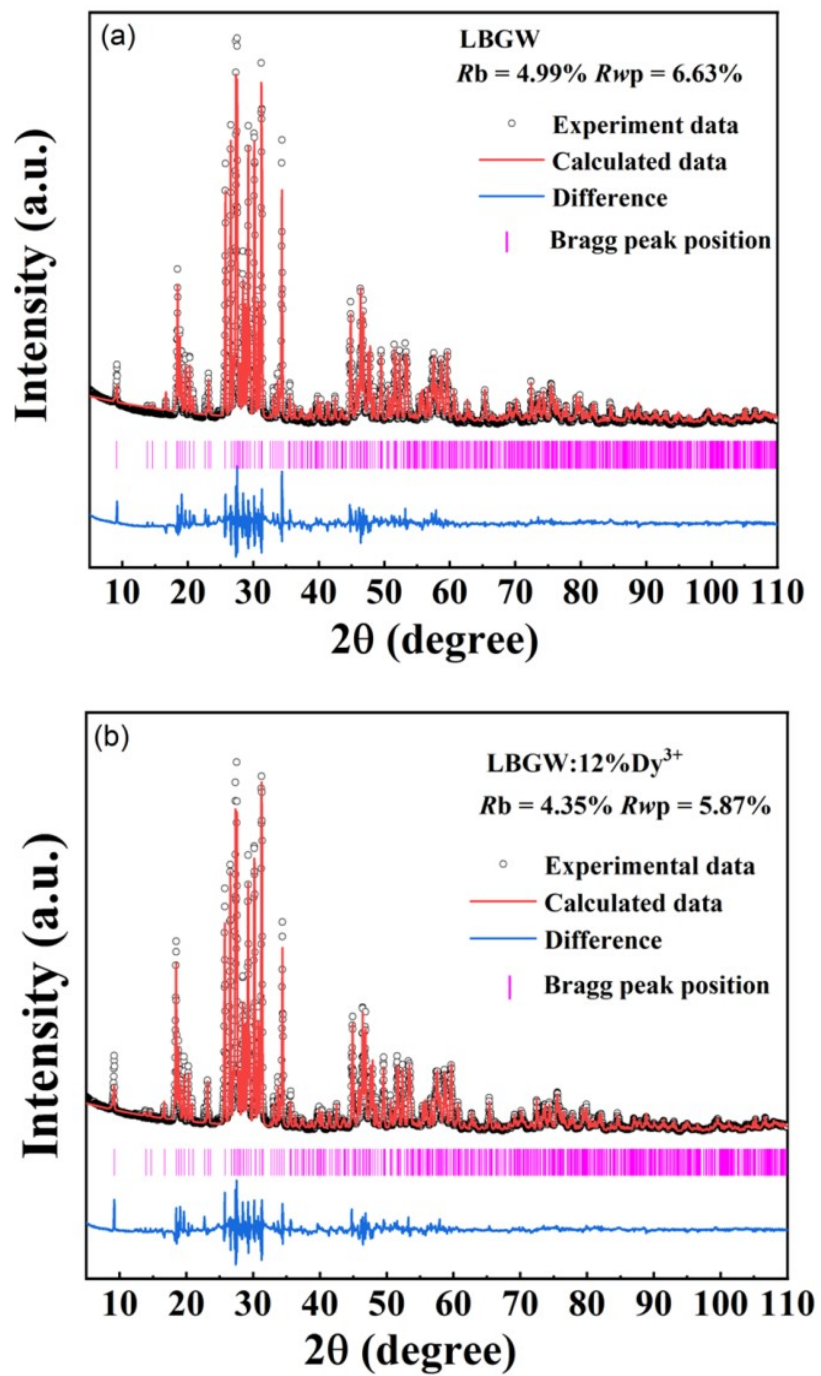 (a)
LBGW
Rb = 4.99% Rwp = 6.63%
Experiment data
Calculated data
Difference
Bragg peak position
Intensity (a.u.)
10 20 30 40 50 60 70 80 90 100 110
2θ (degree)
(b)
LBGW:12%Dy³⁺
Rb = 4.35% Rwp = 5.87%
Experimental data
Calculated data
Difference
Bragg peak position
Intensity (a.u.)
10 20 30 40 50 60 70 80 90 100 110
2θ (degree)